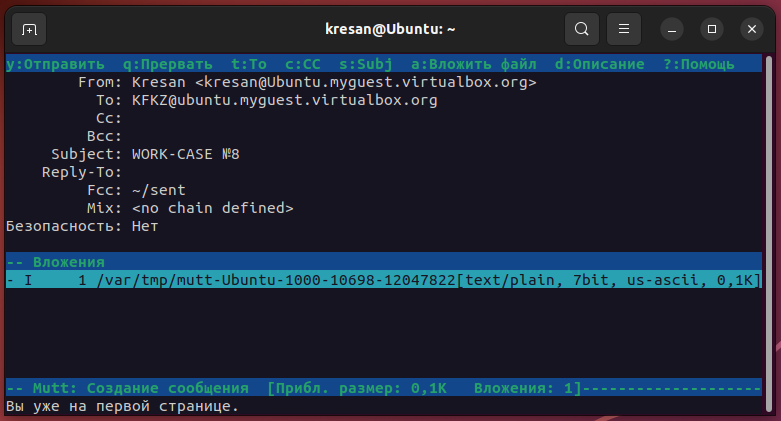 kresan@Ubuntu: ~
y:Отправить  q:Прервать  t:To  c:CC  s:Subj  a:Вложить файл  d:Описание  ?:Помощь
From: Kresan <kresan@Ubuntu.myguest.virtualbox.org>
To: KFKZ@ubuntu.myguest.virtualbox.org
Cc:
Bcc:
Subject: WORK-CASE №8
Reply-To:
Fcc: ~/sent
Mix: <no chain defined>
Безопасность: Нет
-- Вложения
- I     1 /var/tmp/mutt-Ubuntu-1000-10698-12047822[text/plain, 7bit, us-ascii, 0,1K]
-- Mutt: Создание сообщения  [Прибл. размер: 0,1K   Вложения: 1]--------------------
Вы уже на первой странице.